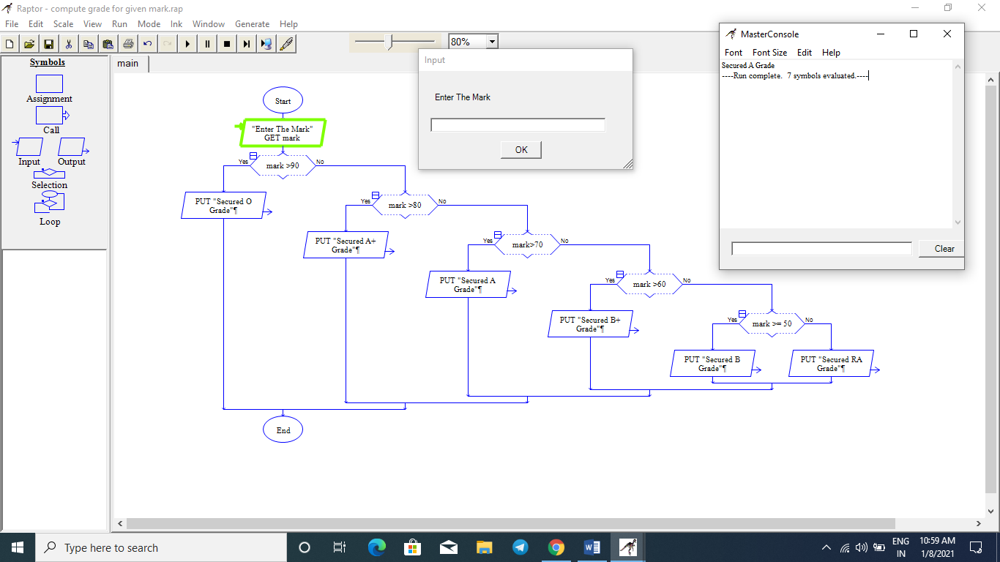 Raptor - compute grade for given mark.rap
File Edit Scale View Run Mode Ink Window Generate Help
80%
Symbols
Assignment
Call
Input Output
Selection
Loop
main
Start
"Enter The Mark"
GET mark
Yes mark >90 No
PUT "Secured O
Grade"¶
Yes mark >80 No
PUT "Secured A+
Grade"¶
Yes mark>70 No
PUT "Secured A
Grade"¶
Yes mark >60 No
PUT "Secured B+
Grade"¶
Yes mark >= 50 No
PUT "Secured B
Grade"¶
PUT "Secured RA
Grade"¶
End
Input
Enter The Mark
OK
MasterConsole
Font Font Size Edit Help
Secured A Grade
----Run complete. 7 symbols evaluated.----
Clear
Type here to search
W
ENG
IN
10:59 AM
1/8/2021